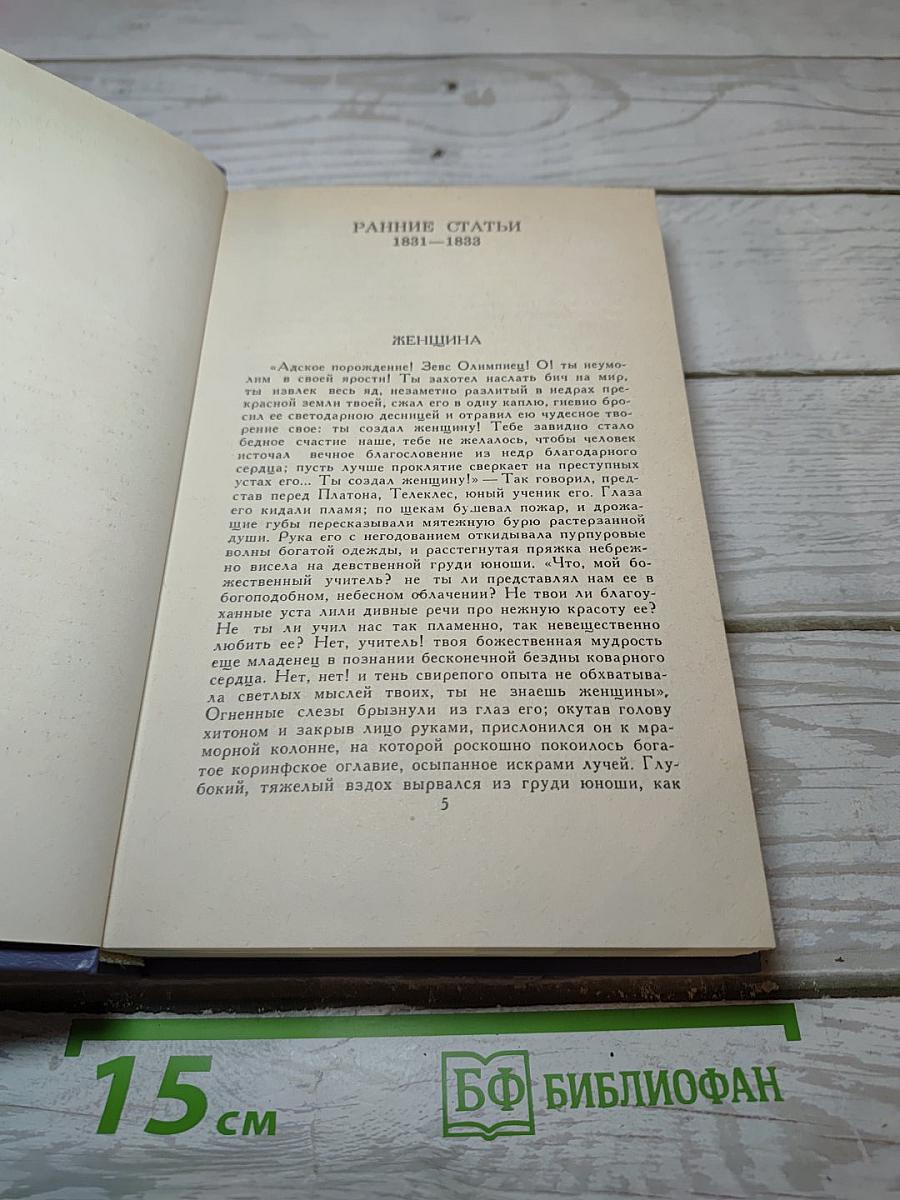 РАННИЕ СТАТЬИ
1831—1833
ЖЕНЩИНА
«Адское порождение! Зевс Олимпиец! О! ты неумо-
лим в своей ярости! Ты захотел наслать бич на мир,
ты извлек весь яд, незаметно разлитый в недрах пре-
красной земли твоей, сжал его в одну каплю, гневно бро-
сил ее светодарною десницей и отравил ею чудесное тво-
рение свое: ты создал женщину! Тебе завидно стало
бедное счастие наше, тебе не желалось, чтобы человек
источал вечное благословение из недр благодарного
сердца; пусть лучше проклятие сверкает на преступных
устах его... Ты создал женщину!» — Так говорил, пред-
став перед Платона, Телеклес, юный ученик его. Глаза
его кидали пламя; по щекам бушевал пожар, и дрожа-
щие губы пересказывали мятежную бурю растерзанной
души. Рука его с негодованием откидывала пурпуровые
волны богатой одежды, и расстегнутая пряжка небреж-
но висела на девственной груди юноши. «Что, мой бо-
жественный учитель? не ты ли представлял нам ее в
богоподобном, небесном облачении? Не твои ли благоу-
ханные уста лили дивные речи про нежную красоту ее?
Не ты ли учил нас так пламенно, так невещественно
любить ее? Нет, учитель! твоя божественная мудрость
еще младенец в познании бесконечной бездны коварного
сердца. Нет, нет! и тень свирепого опыта не обхватыва-
ла светлых мыслей твоих, ты не знаешь женщины».
Огненные слезы брызнули из глаз его; окутав голову
хитоном и закрыв лицо руками, прислонился он к мра-
морной колонне, на которой роскошно покоилось бога-
тое коринфское оглавие, осыпанное искрами лучей. Глу-
бокий, тяжелый вздох вырвался из груди юноши, как
5
15 см
БФ БИБЛИОФАН